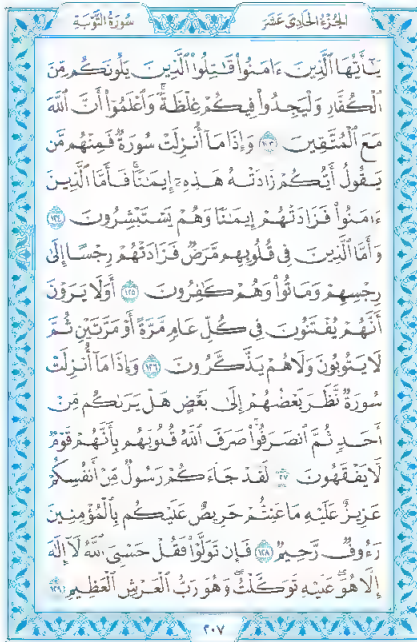 الجزء الحادي عشر
سورة التوبة
يَـٰٓأَيُّهَا ٱلَّذِينَ ءَامَنُوا۟ قَـٰتِلُوا۟ ٱلَّذِينَ يَلُونَكُم مِّنَ
ٱلْكُفَّارِ وَلْيَجِدُوا۟ فِيكُمْ غِلْظَةً ۚ وَٱعْلَمُوٓا۟ أَنَّ ٱللَّهَ
مَعَ ٱلْمُتَّقِينَ ١٢٣ وَإِذَا مَآ أُنزِلَتْ سُورَةٌ فَمِنْهُم مَّن
يَقُولُ أَيُّكُمْ زَادَتْهُ هَـٰذِهِۦٓ إِيمَـٰنًا ۚ فَأَمَّا ٱلَّذِينَ
ءَامَنُوا۟ فَزَادَتْهُمْ إِيمَـٰنًا وَهُمْ يَسْتَبْشِرُونَ ١٢٤
وَأَمَّا ٱلَّذِينَ فِى قُلُوبِهِم مَّرَضٌ فَزَادَتْهُمْ رِجْسًا إِلَىٰ
رِجْسِهِمْ وَمَاتُوا۟ وَهُمْ كَـٰفِرُونَ ١٢٥ أَوَلَا يَرَوْنَ
أَنَّهُمْ يُفْتَنُونَ فِى كُلِّ عَامٍ مَّرَّةً أَوْ مَرَّتَيْنِ ثُمَّ
لَا يَتُوبُونَ وَلَا هُمْ يَذَّكَّرُونَ ١٢٦ وَإِذَا مَآ أُنزِلَتْ
سُورَةٌ نَّظَرَ بَعْضُهُمْ إِلَىٰ بَعْضٍ هَلْ يَرَىٰكُم مِّنْ
أَحَدٍ ثُمَّ ٱنصَرَفُوا۟ ۚ صَرَفَ ٱللَّهُ قُلُوبَهُم بِأَنَّهُمْ قَوْمٌ
لَّا يَفْقَهُونَ ١٢٧ لَقَدْ جَآءَكُمْ رَسُولٌ مِّنْ أَنفُسِكُمْ
عَزِيزٌ عَلَيْهِ مَا عَنِتُّمْ حَرِيصٌ عَلَيْكُم بِٱلْمُؤْمِنِينَ
رَءُوفٌ رَّحِيمٌ ١٢٨ فَإِن تَوَلَّوْا۟ فَقُلْ حَسْبِىَ ٱللَّهُ لَآ إِلَـٰهَ
إِلَّا هُوَ ۖ عَلَيْهِ تَوَكَّلْتُ ۖ وَهُوَ رَبُّ ٱلْعَرْشِ ٱلْعَظِيمِ ١٢٩
٢٠٧